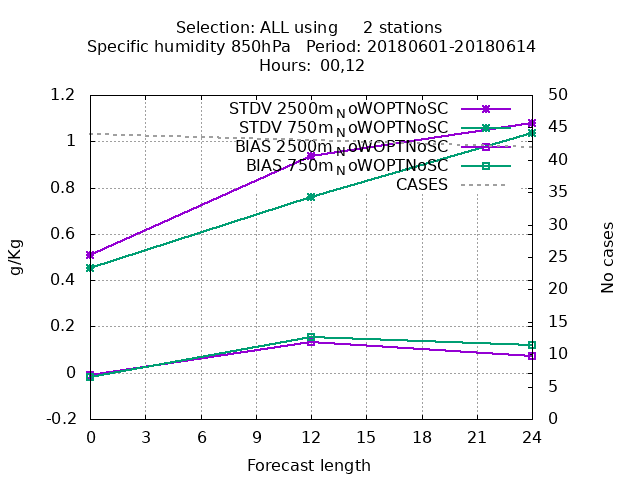 Selection: ALL using     2 stations
Specific humidity 850hPa   Period: 20180601-20180614
Hours: 00,12
1.2
1
0.8
0.6
0.4
0.2
0
-0.2
g/Kg
STDV 2500m_NoWOPTNoSC
STDV 750m_NoWOPTNoSC
BIAS 2500m_NoWOPTNoSC
BIAS 750m_NoWOPTNoSC
CASES
50
45
40
35
30
25
20
15
10
5
0
No cases
0 3 6 9 12 15 18 21 24
Forecast length